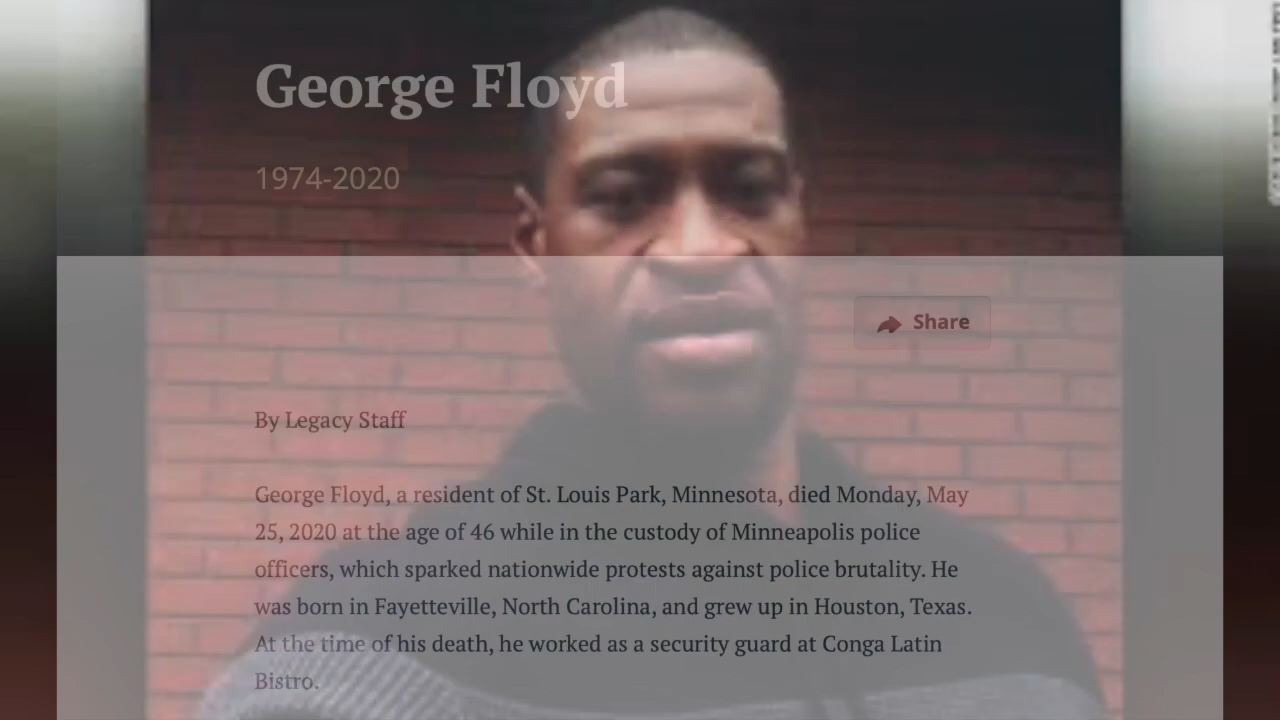 George Floyd
1974-2020
Share
By Legacy Staff
George Floyd, a resident of St. Louis Park, Minnesota, died Monday, May
25, 2020 at the age of 46 while in the custody of Minneapolis police
officers, which sparked nationwide protests against police brutality. He
was born in Fayetteville, North Carolina, and grew up in Houston, Texas.
At the time of his death, he worked as a security guard at Conga Latin
Bistro.